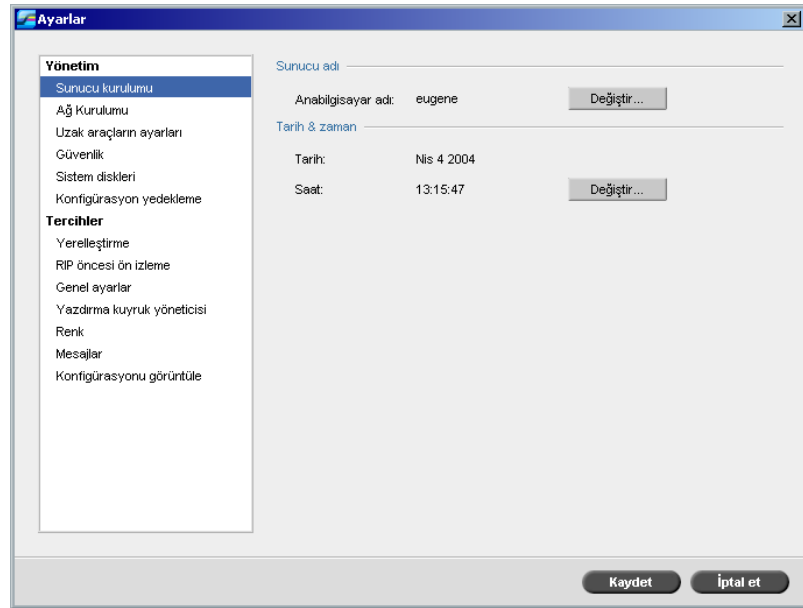 Ayarlar
Yönetim
Sunucu kurulumu
Ağ Kurulumu
Uzak araçların ayarları
Güvenlik
Sistem diskleri
Konfigürasyon yedekleme
Tercihler
Yerelleştirme
RIP öncesi ön izleme
Genel ayarlar
Yazdırma kuyruk yöneticisi
Renk
Mesajlar
Konfigürasyonu görüntüle
Sunucu adı
Anabilgisayar adı: eugene Değiştir...
Tarih & zaman
Tarih: Nis 4 2004
Saat: 13:15:47 Değiştir...
Kaydet İptal et